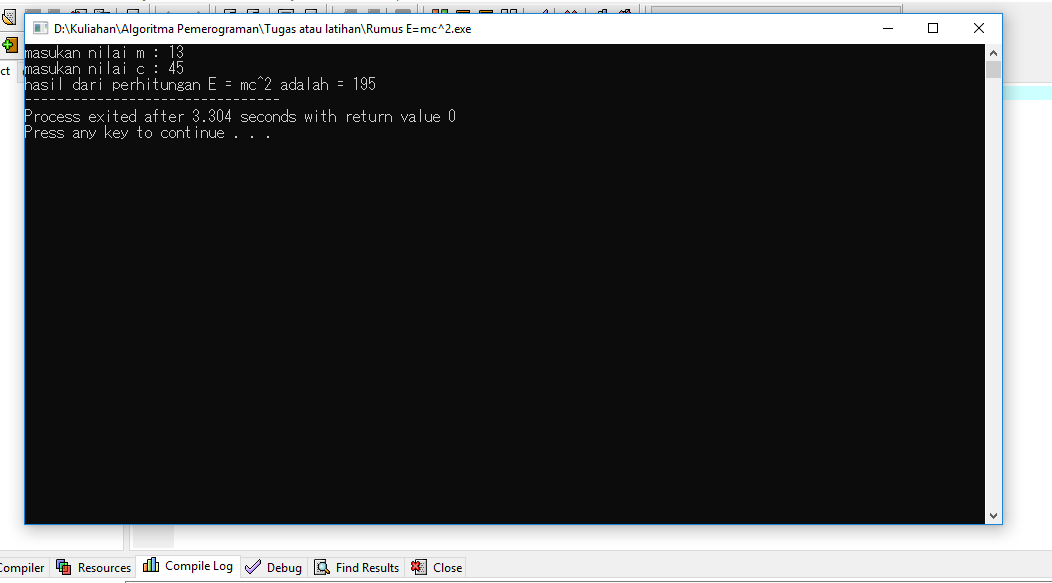 D:\Kuliahan\Algoritma Pemerograman\Tugas atau latihan\Rumus E=mc^2.exe
masukan nilai m : 13
masukan nilai c : 45
hasil dari perhitungan E = mc^2 adalah = 195
--------------------------------
Process exited after 3.304 seconds with return value 0
Press any key to continue . . .
ct
Compiler Resources Compile Log Debug Find Results Close